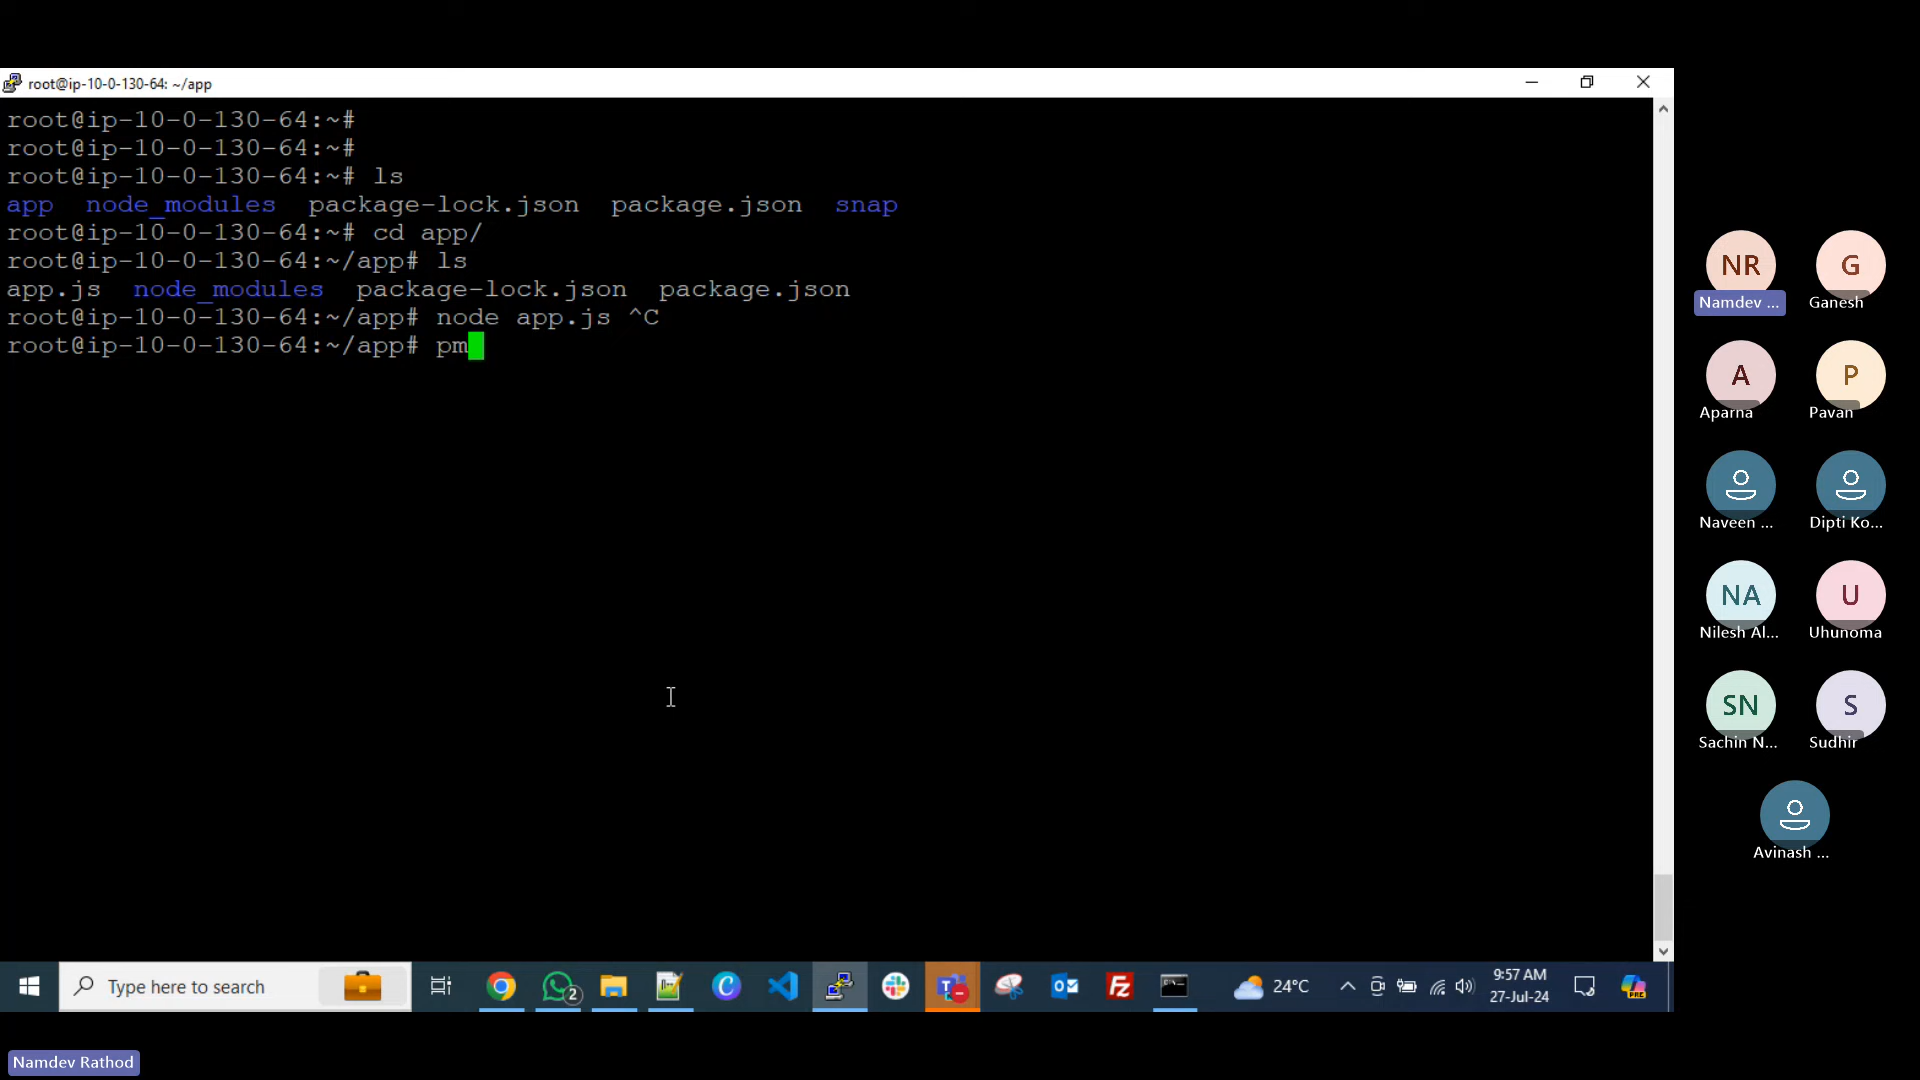 root@ip-10-0-130-64: ~/app
root@ip-10-0-130-64:~#
root@ip-10-0-130-64:~#
root@ip-10-0-130-64:~# ls
app  node_modules  package-lock.json  package.json  snap
root@ip-10-0-130-64:~# cd app/
root@ip-10-0-130-64:~/app# ls
app.js  node_modules  package-lock.json  package.json
root@ip-10-0-130-64:~/app# node app.js ^C
root@ip-10-0-130-64:~/app# pm
NR G
Namdev ... Ganesh
A P
Aparna Pavan
Naveen ... Dipti Ko...
NA U
Nilesh Al... Uhunoma
SN S
Sachin N... Sudhir
Avinash ...
Type here to search
2
24°C
9:57 AM
27-Jul-24
PRE
Namdev Rathod